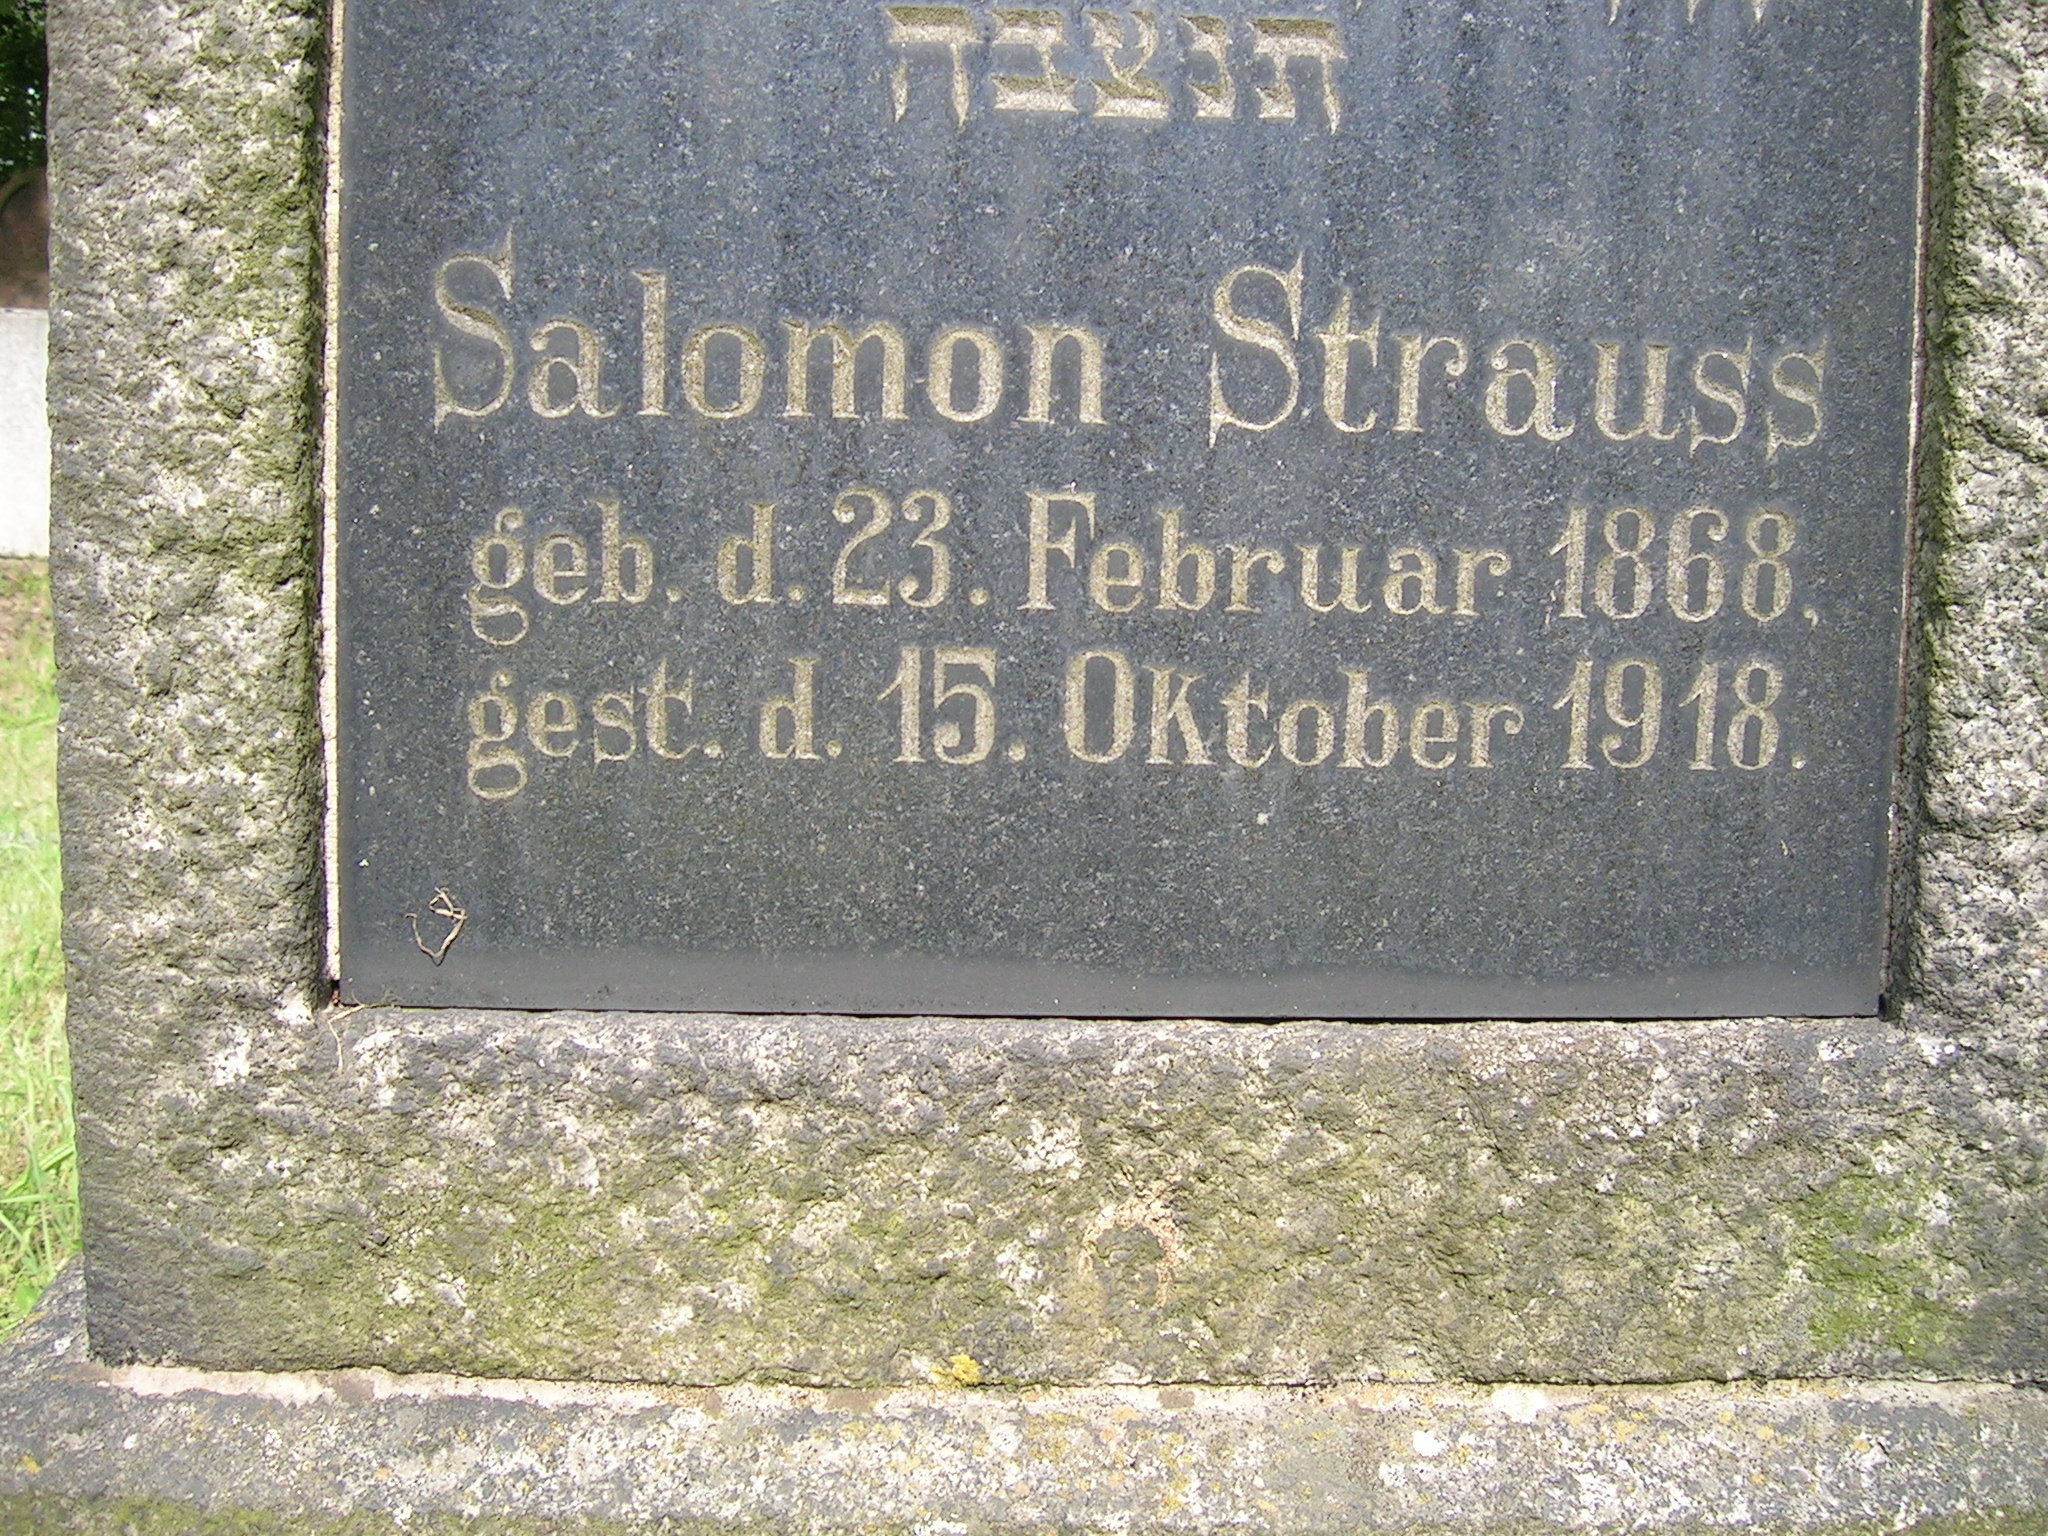 תנצבה
Salomon Strauss
geb. d. 23. Februar 1868,
gest. d. 15. Oktober 1918.